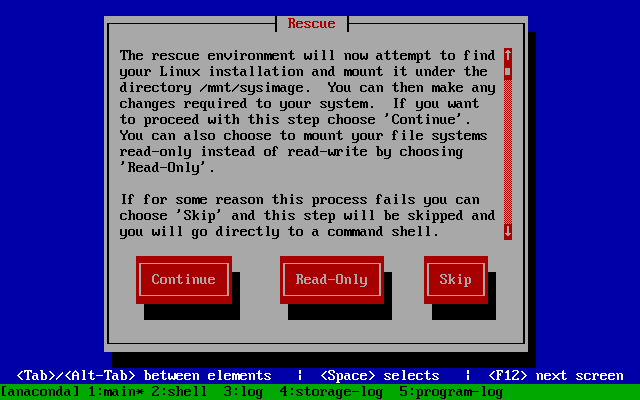 Rescue
The rescue environment will now attempt to find
your Linux installation and mount it under the
directory /mnt/sysimage.  You can then make any
changes required to your system.  If you want
to proceed with this step choose 'Continue'.
You can also choose to mount your file systems
read-only instead of read-write by choosing
'Read-Only'.
If for some reason this process fails you can
choose 'Skip' and this step will be skipped and
you will go directly to a command shell.
Continue Read-Only Skip
<Tab>/<Alt-Tab> between elements | <Space> selects | <F12> next screen
[anaconda] 1:main* 2:shell  3:log  4:storage-log  5:program-log